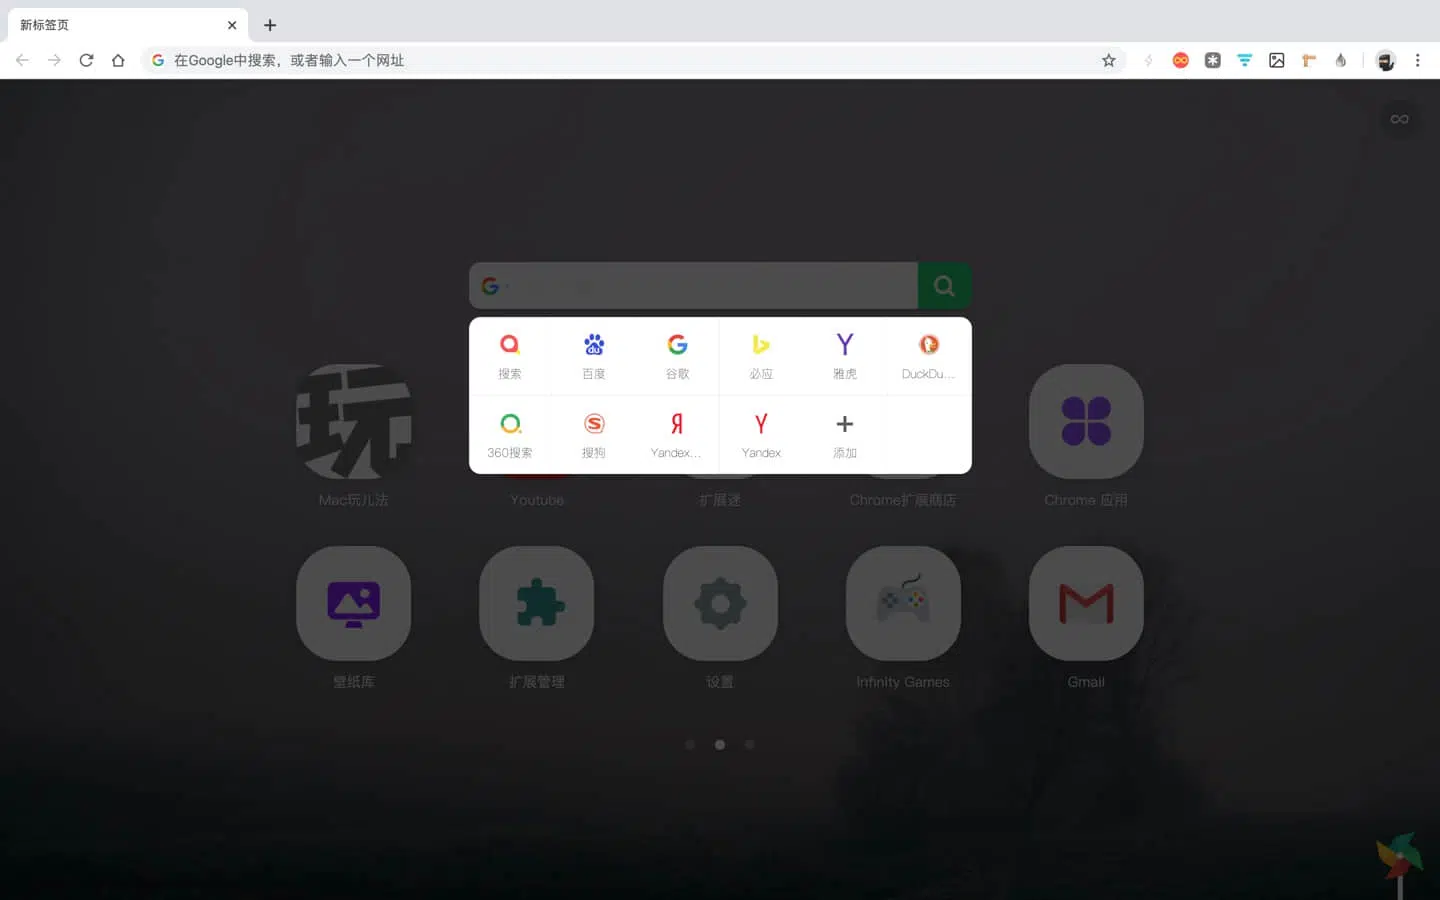 新标签页
在Google中搜索，或者输入一个网址
搜索
百度
谷歌
必应
雅虎
DuckDu...
360搜索
搜狗
Yandex...
Yandex
添加
玩
Mac玩儿法
Youtube
扩展迷
Chrome扩展商店
Chrome 应用
壁纸库
扩展管理
设置
Infinity Games
Gmail